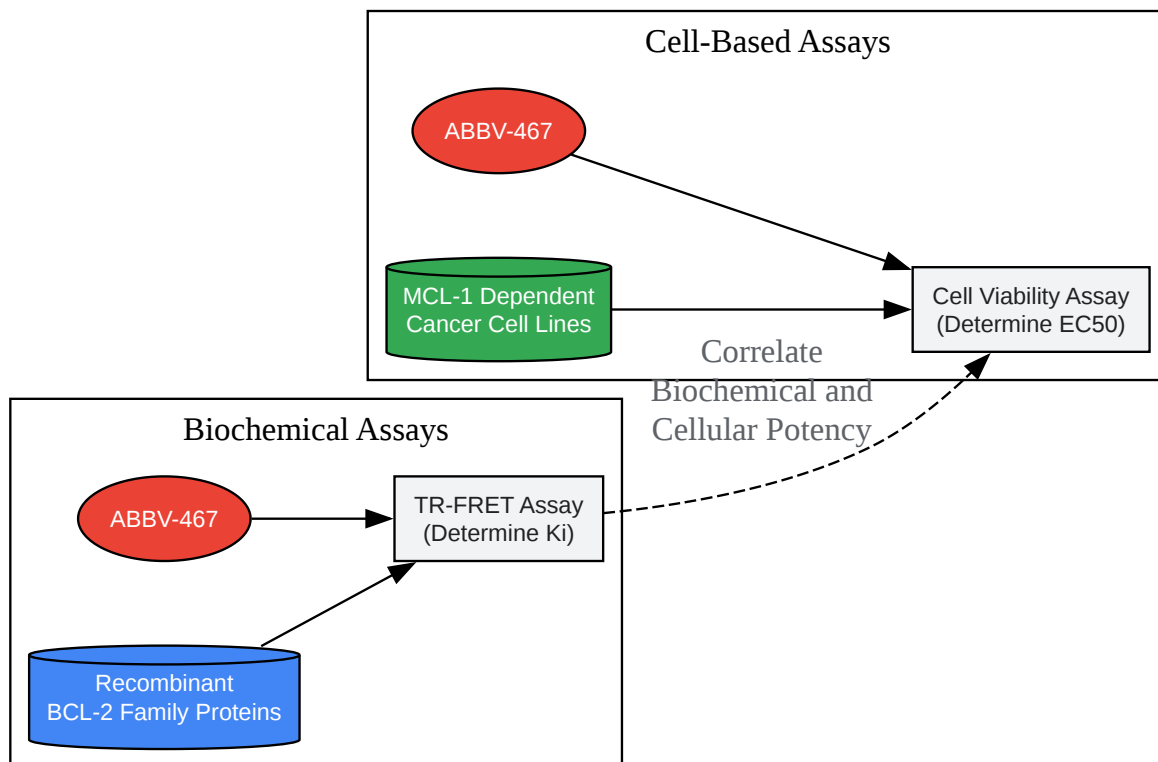 Cell-Based Assays
ABBV-467
MCL-1 Dependent
Cancer Cell Lines
Cell Viability Assay
(Determine EC50)
Correlate
Biochemical and
Cellular Potency
Biochemical Assays
ABBV-467
TR-FRET Assay
(Determine Ki)
Recombinant
BCL-2 Family Proteins